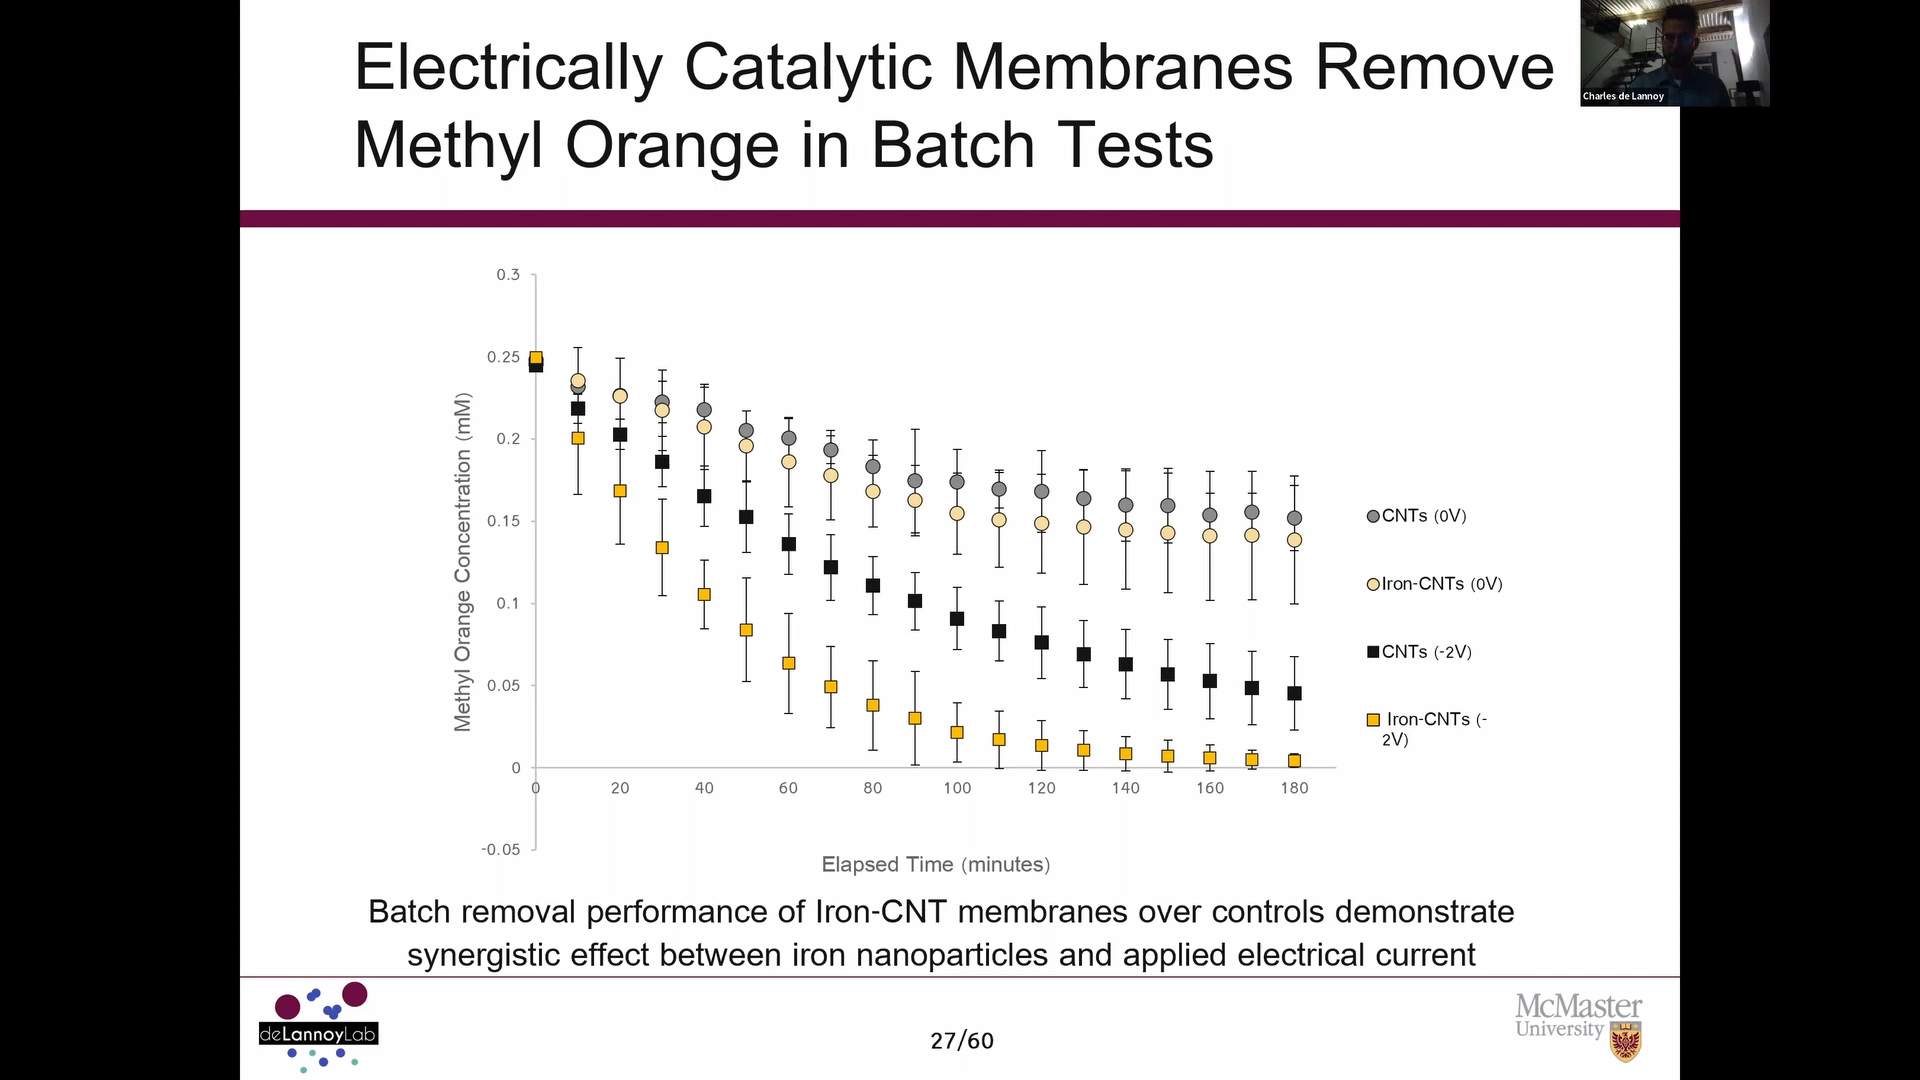 Electrically Catalytic Membranes Remove
Methyl Orange in Batch Tests
Charles de Lannoy
0.3
0.25
0.2
0.15
0.1
0.05
0
-0.05
Methyl Orange Concentration (mM)
0 20 40 60 80 100 120 140 160 180
Elapsed Time (minutes)
CNTs (0V)
Iron-CNTs (0V)
CNTs (-2V)
Iron-CNTs (-
2V)
Batch removal performance of Iron-CNT membranes over controls demonstrate
synergistic effect between iron nanoparticles and applied electrical current
deLannoyLab
27/60
McMaster
University